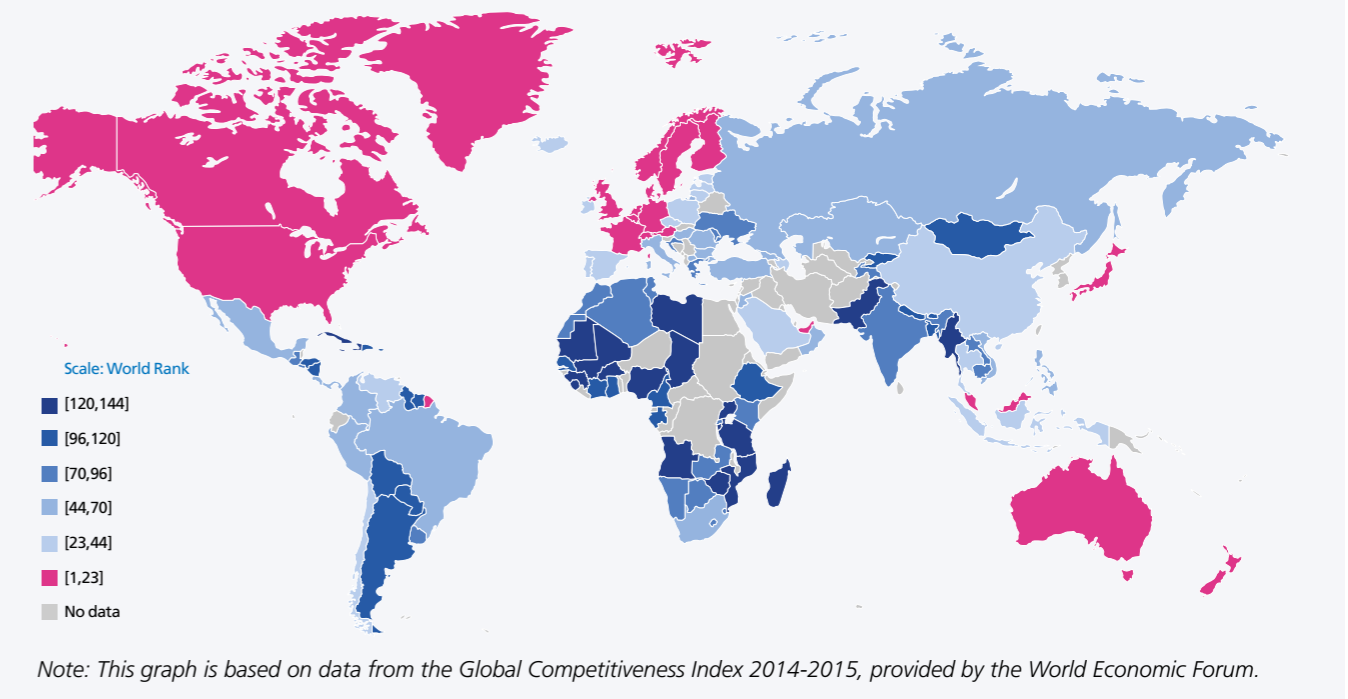 Scale: World Rank
[120,144]
[96,120]
[70,96]
[44,70]
[23,44]
[1,23]
No data
Note: This graph is based on data from the Global Competitiveness Index 2014-2015, provided by the World Economic Forum.